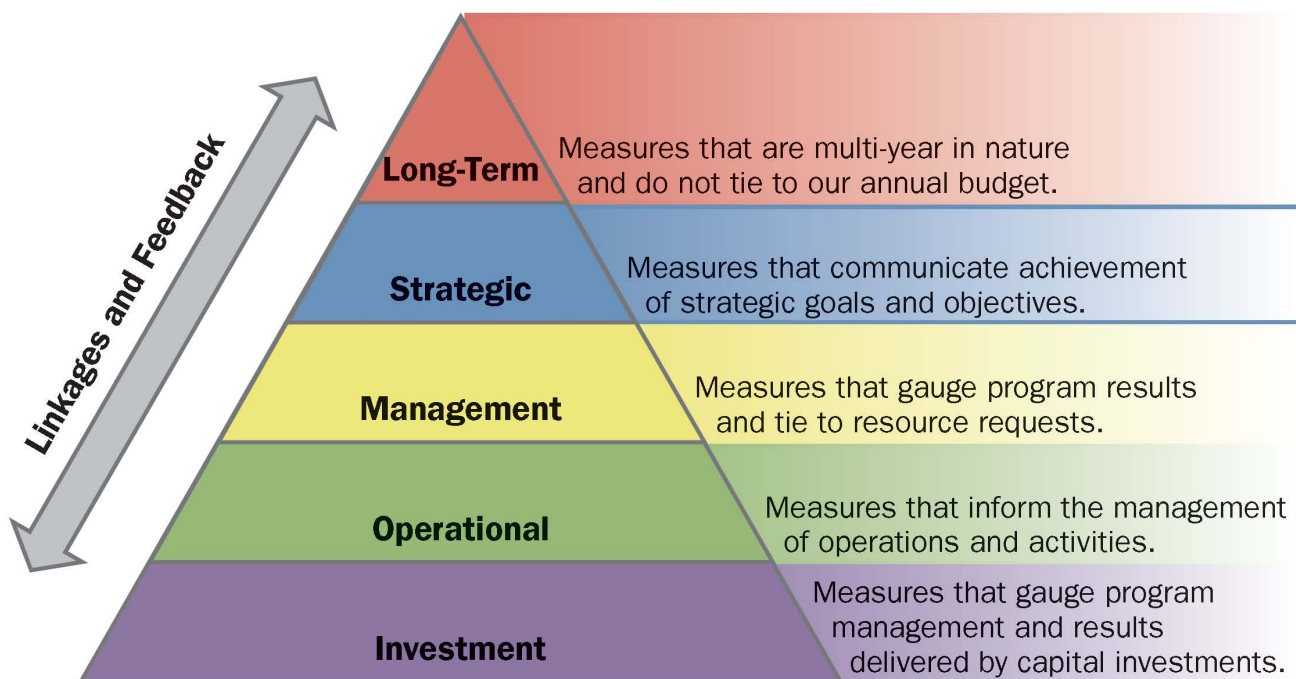 Linkages and Feedback
Long-Term
Measures that are multi-year in nature
and do not tie to our annual budget.
Strategic
Measures that communicate achievement
of strategic goals and objectives.
Management
Measures that gauge program results
and tie to resource requests.
Operational
Measures that inform the management
of operations and activities.
Investment
Measures that gauge program
management and results
delivered by capital investments.